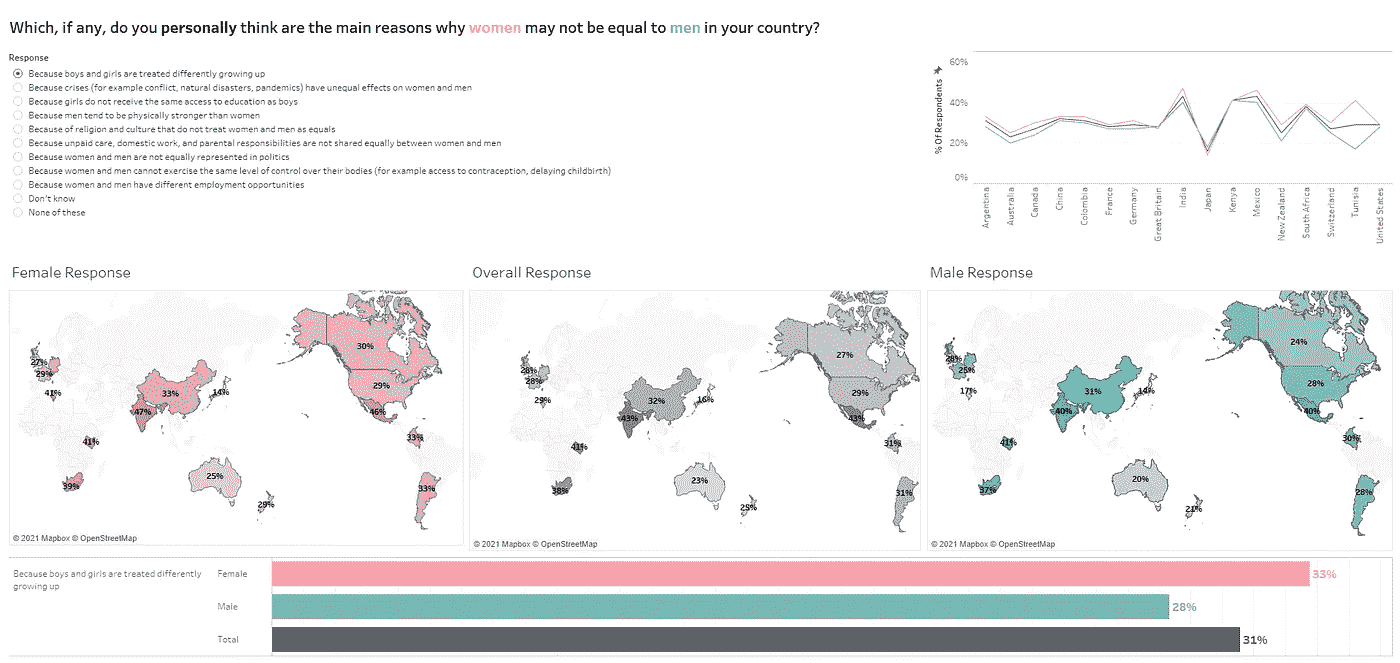 Which, if any, do you personally think are the main reasons why women may not be equal to men in your country?
Response
Because boys and girls are treated differently growing up
Because crises (for example conflict, natural disasters, pandemics) have unequal effects on women and men
Because girls do not receive the same access to education as boys
Because men tend to be physically stronger than women
Because of religion and culture that do not treat women and men as equals
Because unpaid care, domestic work, and parental responsibilities are not shared equally between women and men
Because women and men are not equally represented in politics
Because women and men cannot exercise the same level of control over their bodies (for example access to contraception, delaying childbirth)
Because women and men have different employment opportunities
Don't know
None of these
% Of Respondents
60%
40%
20%
0%
Argentina
Australia
Canada
China
Colombia
France
Germany
Great Britain
India
Japan
Kenya
Mexico
New Zealand
South Africa
Switzerland
Tunisia
United States
Female Response
30%
27%
29%
41%
33%
14%
29%
47%
46%
41%
33%
39%
25%
29%
33%
© 2021 Mapbox © OpenStreetMap
Overall Response
27%
28%
28%
29%
32%
16%
29%
43%
43%
41%
31%
38%
23%
25%
31%
© 2021 Mapbox © OpenStreetMap
Male Response
24%
28%
25%
17%
31%
14%
28%
40%
40%
41%
30%
37%
20%
21%
28%
© 2021 Mapbox © OpenStreetMap
Because boys and girls are treated differently
growing up
Female
33%
Male
28%
Total
31%